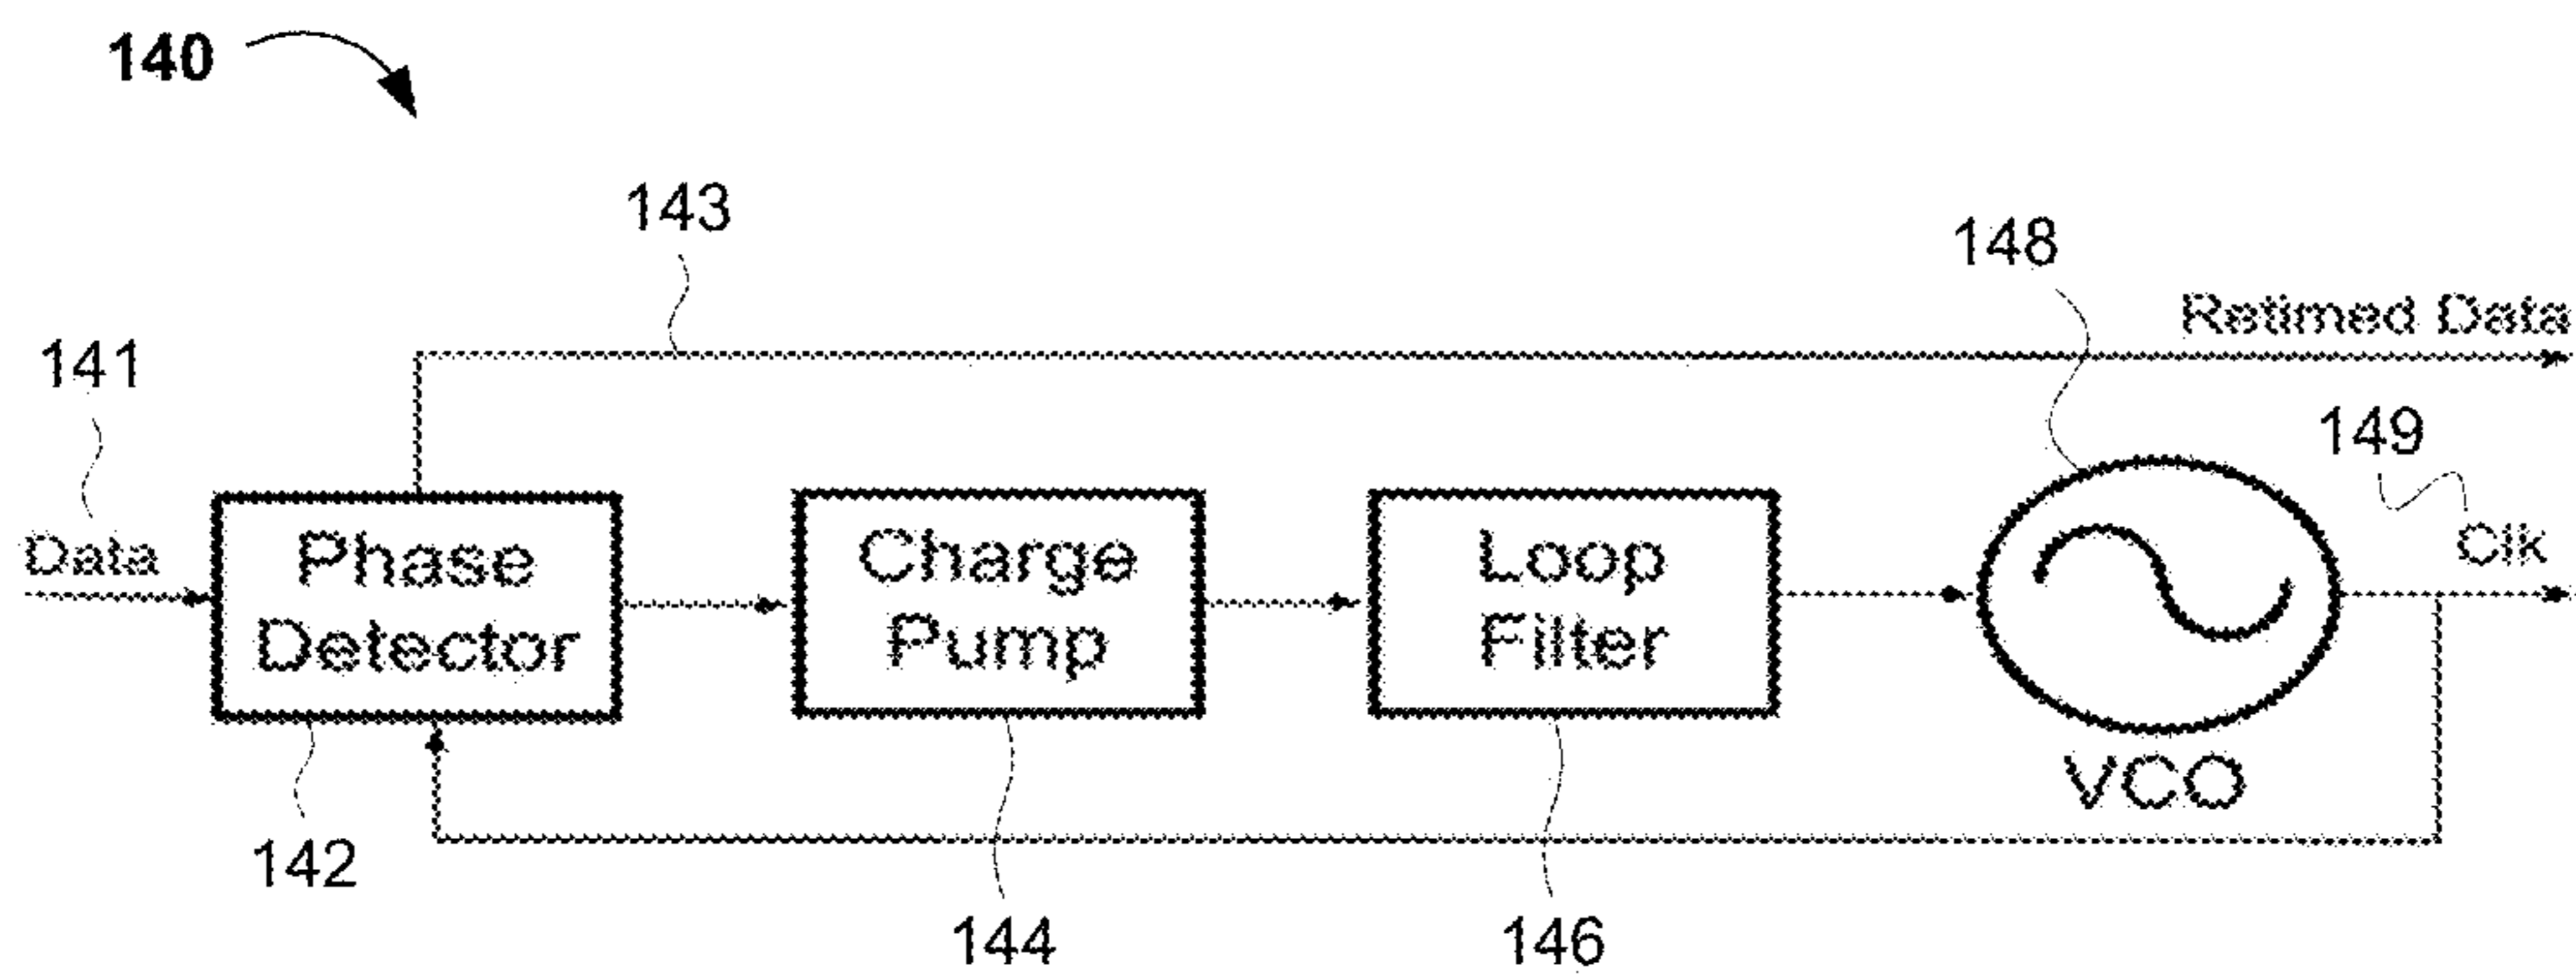 140
143
148
Retimed Data
141
149
Data
Phase
Detector
Charge
Pump
Loop
Filter
Clk
VCO
142
144
146